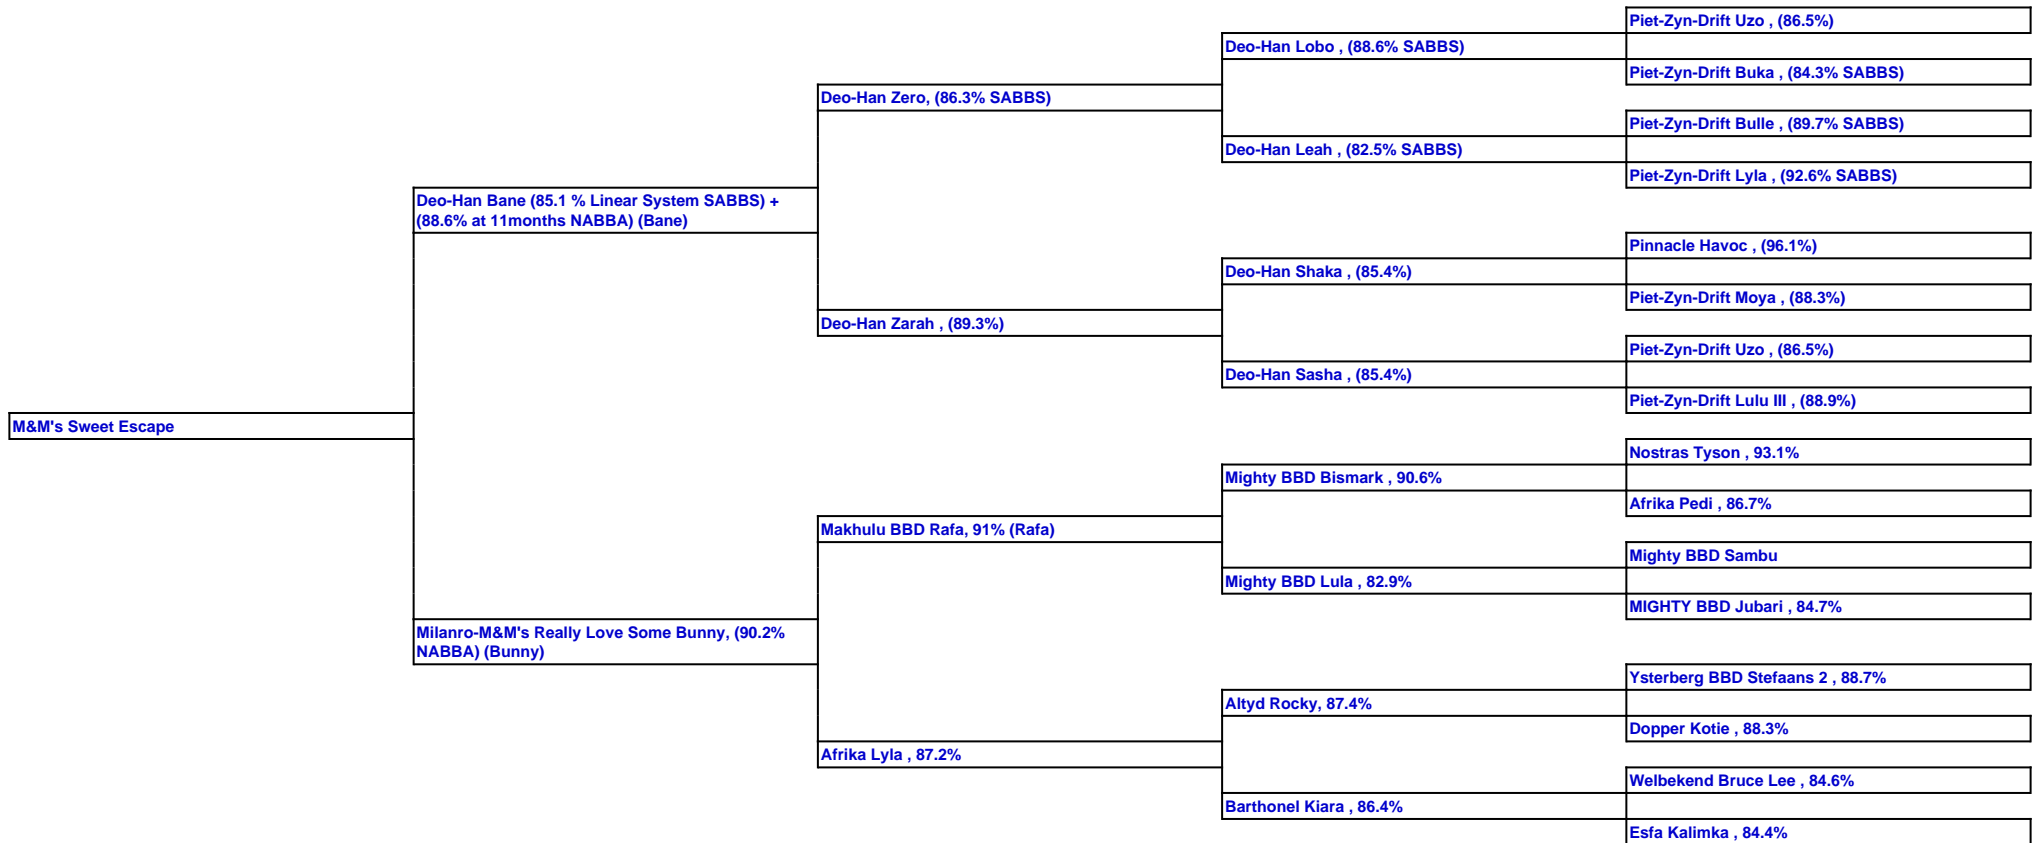 Piet-Zyn-Drift Uzo , (86.5%)
Deo-Han Lobo , (88.6% SABBS)
Piet-Zyn-Drift Buka , (84.3% SABBS)
Deo-Han Zero, (86.3% SABBS)
Piet-Zyn-Drift Bulle , (89.7% SABBS)
Deo-Han Leah , (82.5% SABBS)
Piet-Zyn-Drift Lyla , (92.6% SABBS)
Deo-Han Bane (85.1 % Linear System SABBS) +
(88.6% at 11months NABBA) (Bane)
Pinnacle Havoc , (96.1%)
Deo-Han Shaka , (85.4%)
Piet-Zyn-Drift Moya , (88.3%)
Deo-Han Zarah , (89.3%)
Piet-Zyn-Drift Uzo , (86.5%)
Deo-Han Sasha , (85.4%)
Piet-Zyn-Drift Lulu III , (88.9%)
M&M's Sweet Escape
Nostras Tyson , 93.1%
Mighty BBD Bismark , 90.6%
Afrika Pedi , 86.7%
Makhulu BBD Rafa, 91% (Rafa)
Mighty BBD Sambu
Mighty BBD Lula , 82.9%
MIGHTY BBD Jubari , 84.7%
Milanro-M&M's Really Love Some Bunny, (90.2%
NABBA) (Bunny)
Ysterberg BBD Stefaans 2 , 88.7%
Altyd Rocky, 87.4%
Dopper Kotie , 88.3%
Afrika Lyla , 87.2%
Welbekend Bruce Lee , 84.6%
Barthonel Kiara , 86.4%
Esfa Kalimka , 84.4%